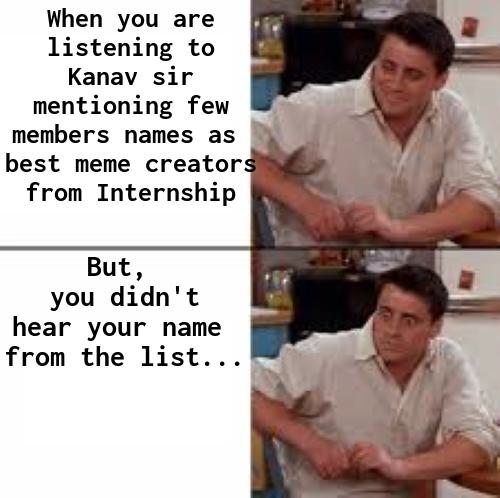 When you are
listening to
Kanav sir
mentioning few
members names as
best meme creators
from Internship
But,
you didn't
hear your name
from the list...